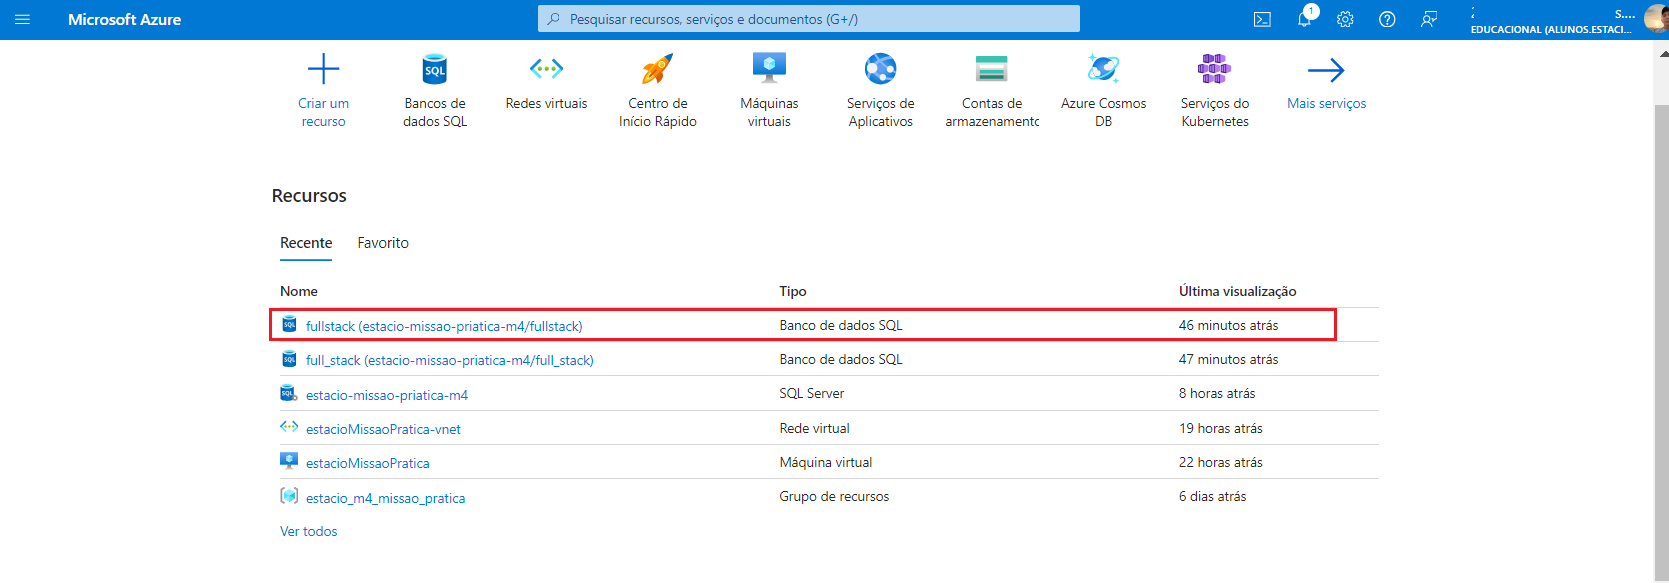 Microsoft Azure
Pesquisar recursos, serviços e documentos (G+/)
1
S....
EDUCACIONAL (ALUNOS.ESTACI...
Criar um
recurso
SQL
Bancos de
dados SQL
Redes virtuais
Centro de
Início Rápido
Máquinas
virtuais
Serviços de
Aplicativos
Contas de
armazenamento
Azure Cosmos
DB
Serviços do
Kubernetes
Mais serviços
Recursos
Recente Favorito
Nome Tipo Última visualização
SQL fullstack (estacio-missao-priatica-m4/fullstack) Banco de dados SQL 46 minutos atrás
SQL full_stack (estacio-missao-priatica-m4/full_stack) Banco de dados SQL 47 minutos atrás
SQL estacio-missao-priatica-m4 SQL Server 8 horas atrás
estacioMissaoPratica-vnet Rede virtual 19 horas atrás
estacioMissaoPratica Máquina virtual 22 horas atrás
estacio_m4_missao_pratica Grupo de recursos 6 dias atrás
Ver todos